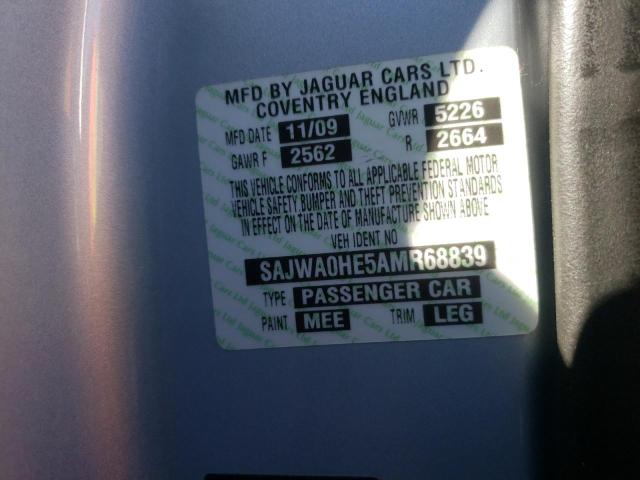 MFD BY JAGUAR CARS LTD.
COVENTRY ENGLAND
MFD DATE 11/09 GVWR 5226
GAWR F 2562 R 2664
THIS VEHICLE CONFORMS TO ALL APPLICABLE FEDERAL MOTOR
VEHICLE SAFETY BUMPER AND THEFT PREVENTION STANDARDS
IN EFFECT ON THE DATE OF MANUFACTURE SHOWN ABOVE
VEH IDENT NO
SAJWA0HE5AMR68839
TYPE PASSENGER CAR
PAINT MEE TRIM LEG